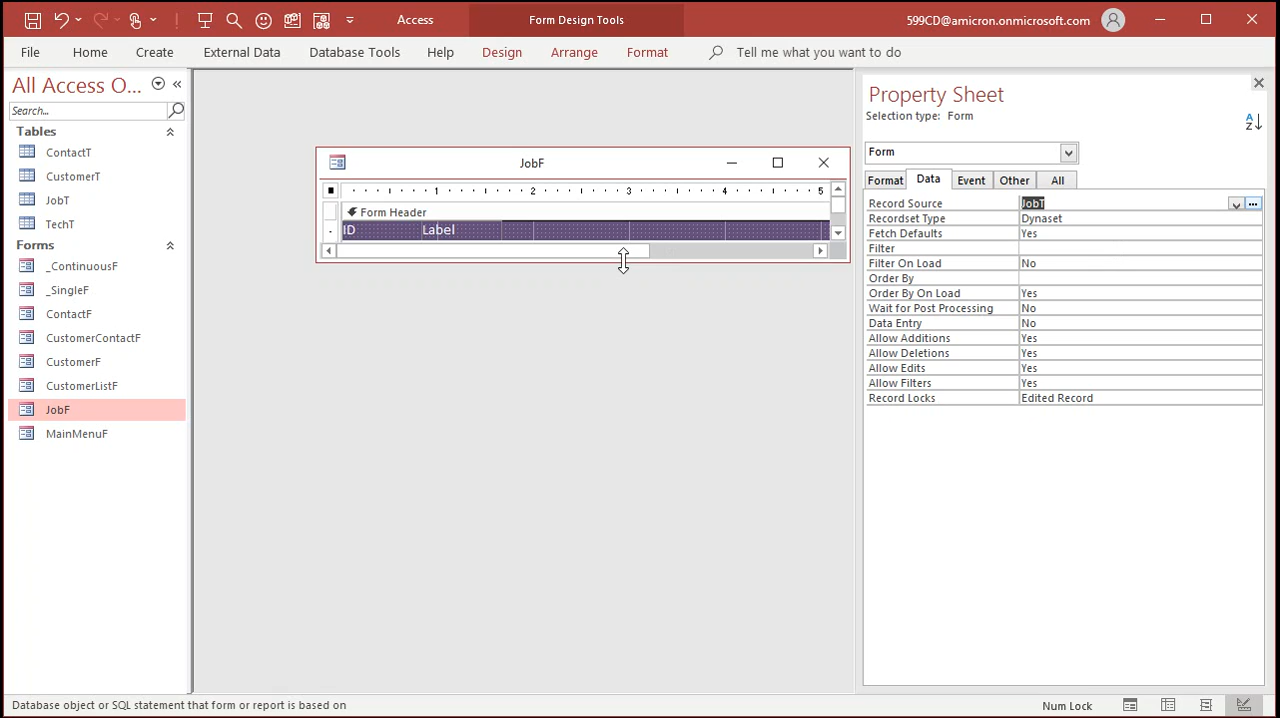 Access
Form Design Tools
599CD@amicron.onmicrosoft.com
File
Home
Create
External Data
Database Tools
Help
Design
Arrange
Format
Tell me what you want to do
All Access O...
Search...
Tables
ContactT
CustomerT
JobT
TechT
Forms
_ContinuousF
_SingleF
ContactF
CustomerContactF
CustomerF
CustomerListF
JobF
MainMenuF
JobF
1 2 3 4 5
Form Header
ID Label
Property Sheet
Selection type: Form
Form
Format
Data
Event
Other
All
Record Source JobT
Recordset Type Dynaset
Fetch Defaults Yes
Filter
Filter On Load No
Order By
Order By On Load Yes
Wait for Post Processing No
Data Entry No
Allow Additions Yes
Allow Deletions Yes
Allow Edits Yes
Allow Filters Yes
Record Locks Edited Record
Database object or SQL statement that form or report is based on
Num Lock